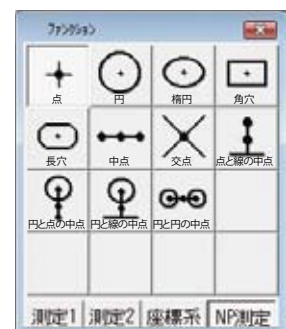 ファンクション
点 円 楕円 角穴
長穴 中点 交点 点と線の中点
円と点の中点 円と線の中点 円と円の中点
測定1 測定2 座標系 NP測定